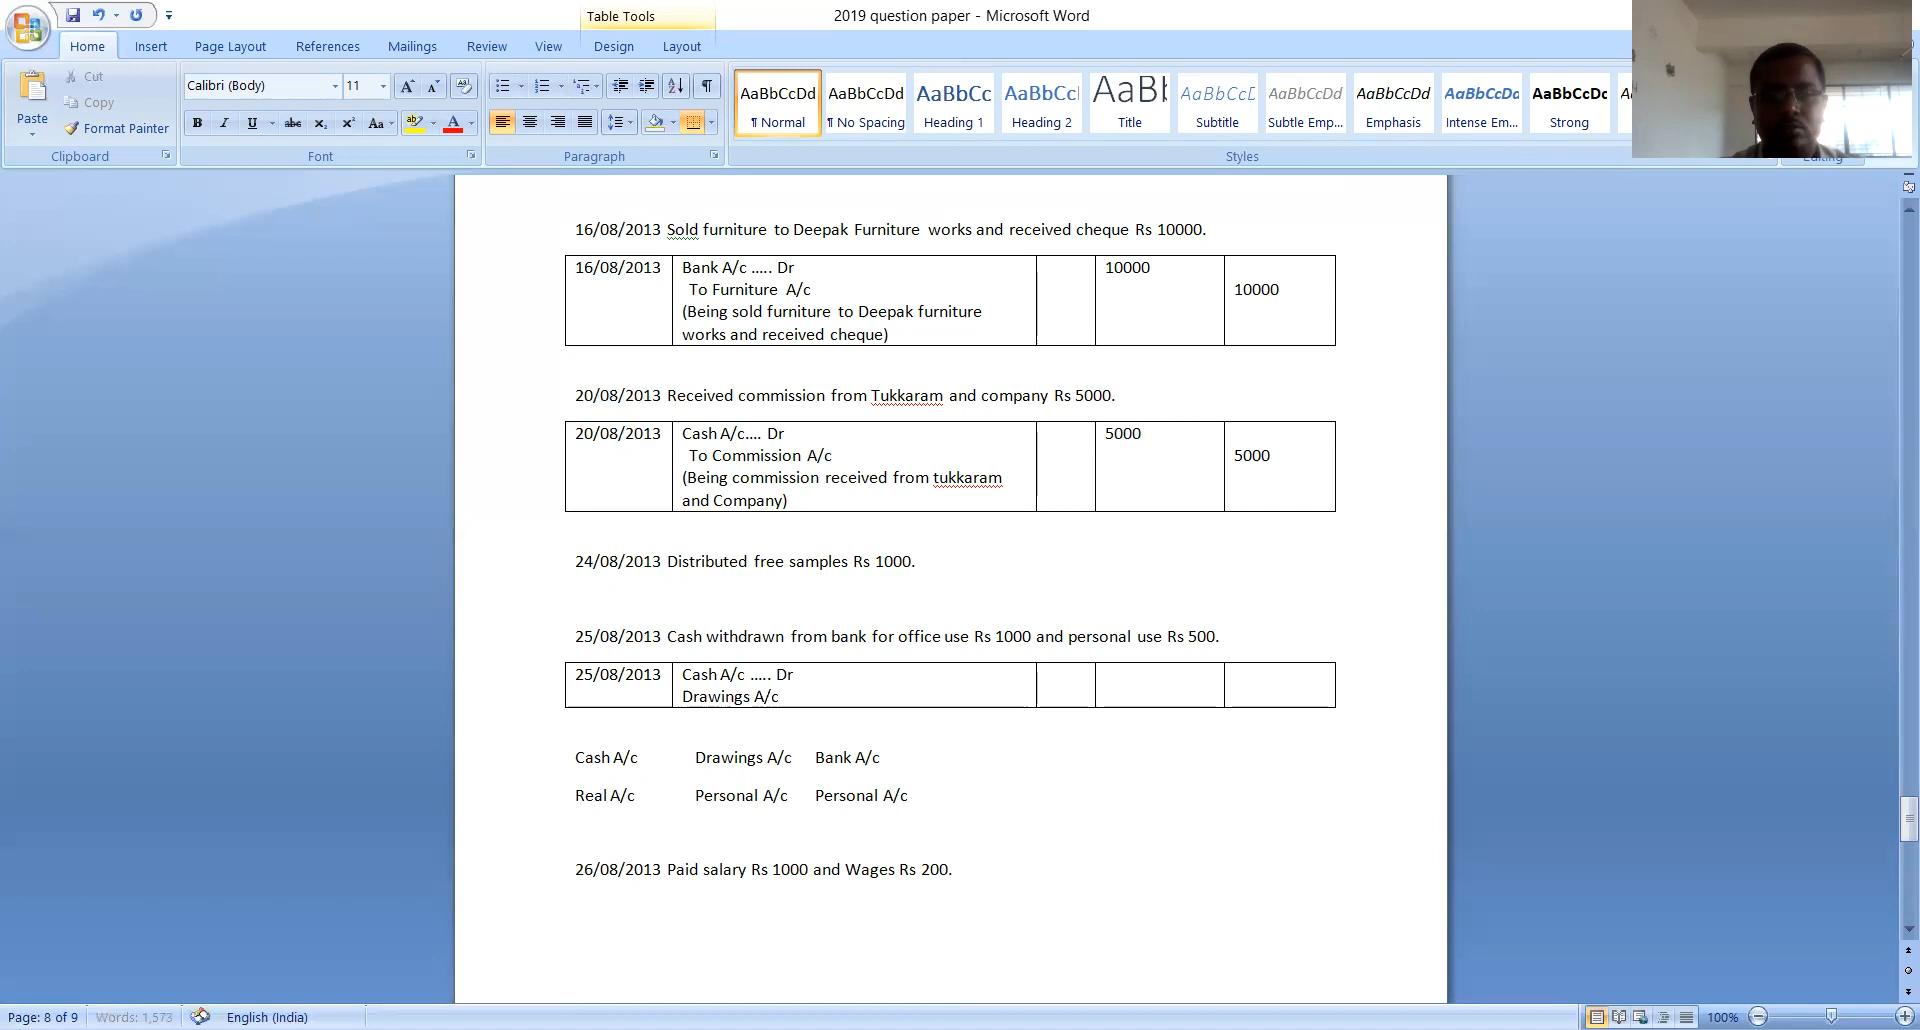 2019 question paper - Microsoft Word
Table Tools
Home Insert Page Layout References Mailings Review View Design Layout
Paste
Cut
Copy
Format Painter
Clipboard
Calibri (Body) 11
Font
Paragraph
AaBbCcDd AaBbCcDd AaBbCc AaBbCcI AaBb AaBbCcD AaBbCcDd AaBbCcDd AaBbCcDd AaBbCcDc
¶ Normal ¶ No Spacing Heading 1 Heading 2 Title Subtitle Subtle Emp... Emphasis Intense Em... Strong
Styles
Editing
16/08/2013 Sold furniture to Deepak Furniture works and received cheque Rs 10000.
16/08/2013 Bank A/c ..... Dr 10000
To Furniture A/c 10000
(Being sold furniture to Deepak furniture
works and received cheque)
20/08/2013 Received commission from Tukkaram and company Rs 5000.
20/08/2013 Cash A/c.... Dr 5000
To Commission A/c 5000
(Being commission received from tukkaram
and Company)
24/08/2013 Distributed free samples Rs 1000.
25/08/2013 Cash withdrawn from bank for office use Rs 1000 and personal use Rs 500.
25/08/2013 Cash A/c ..... Dr
Drawings A/c
Cash A/c Drawings A/c Bank A/c
Real A/c Personal A/c Personal A/c
26/08/2013 Paid salary Rs 1000 and Wages Rs 200.
Page: 8 of 9 Words: 1,573 English (India) 100%